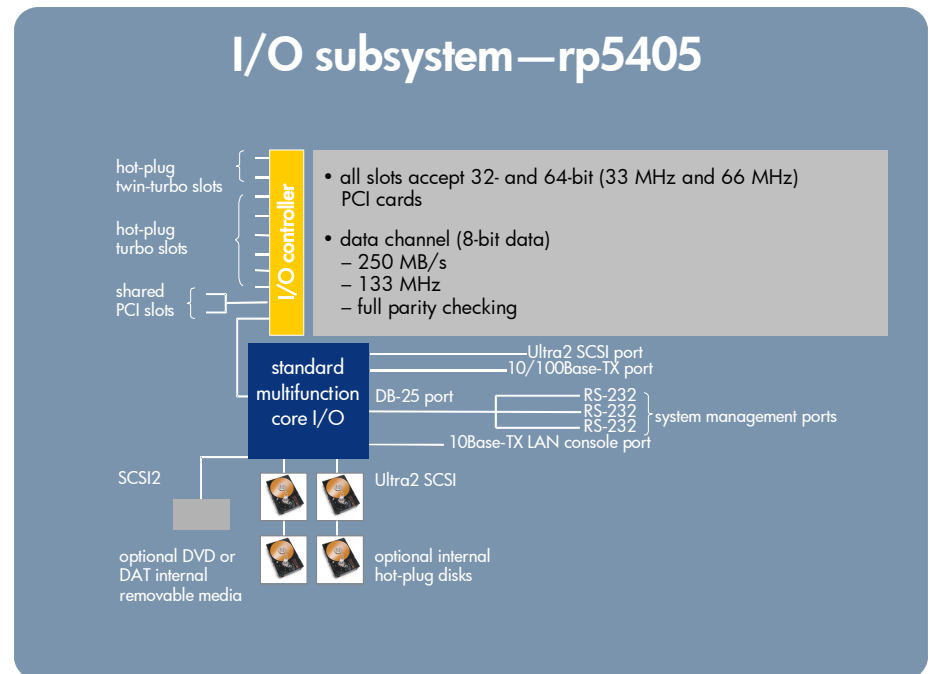 I/O subsystem—rp5405
hot-plug
twin-turbo slots
hot-plug
turbo slots
shared
PCI slots
I/O controller
• all slots accept 32- and 64-bit (33 MHz and 66 MHz)
PCI cards
• data channel (8-bit data)
– 250 MB/s
– 133 MHz
– full parity checking
standard
multifunction
core I/O
Ultra2 SCSI port
10/100Base-TX port
DB-25 port
RS-232
RS-232
RS-232
system management ports
10Base-TX LAN console port
SCSI2
Ultra2 SCSI
optional DVD or
DAT internal
removable media
optional internal
hot-plug disks